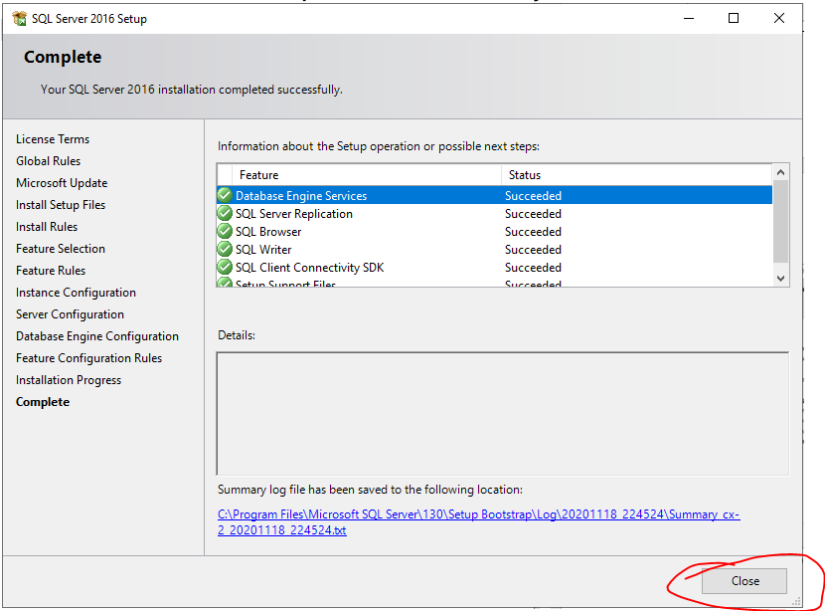 SQL Server 2016 Setup
Complete
Your SQL Server 2016 installation completed successfully.
License Terms
Global Rules
Microsoft Update
Install Setup Files
Install Rules
Feature Selection
Feature Rules
Instance Configuration
Server Configuration
Database Engine Configuration
Feature Configuration Rules
Installation Progress
Complete
Information about the Setup operation or possible next steps:
Feature Status
Database Engine Services Succeeded
SQL Server Replication Succeeded
SQL Browser Succeeded
SQL Writer Succeeded
SQL Client Connectivity SDK Succeeded
Setup Support Files Succeeded
Details:
Summary log file has been saved to the following location:
C:\Program Files\Microsoft SQL Server\130\Setup Bootstrap\Log\20201118_224524\Summary_cx-
2_20201118_224524.txt
Close